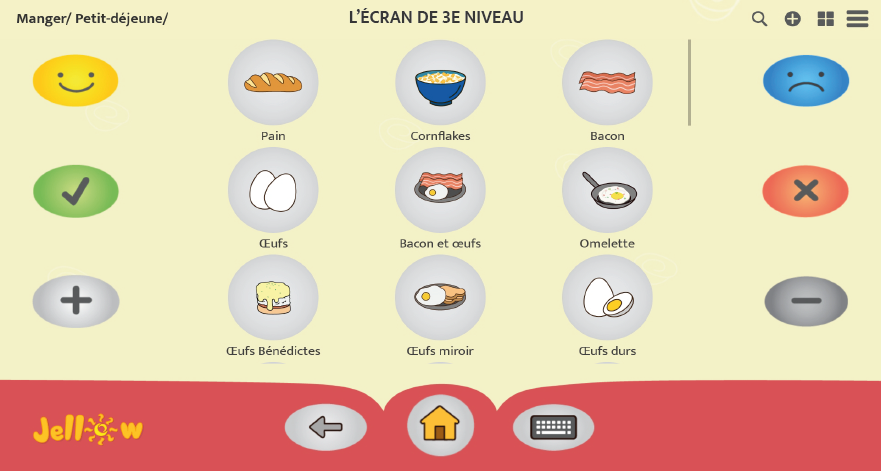 Manger/ Petit-déjeune/
L'ÉCRAN DE 3E NIVEAU
Pain
Cornflakes
Bacon
Œufs
Bacon et œufs
Omelette
Œufs Bénédictes
Œufs miroir
Œufs durs
Jellow